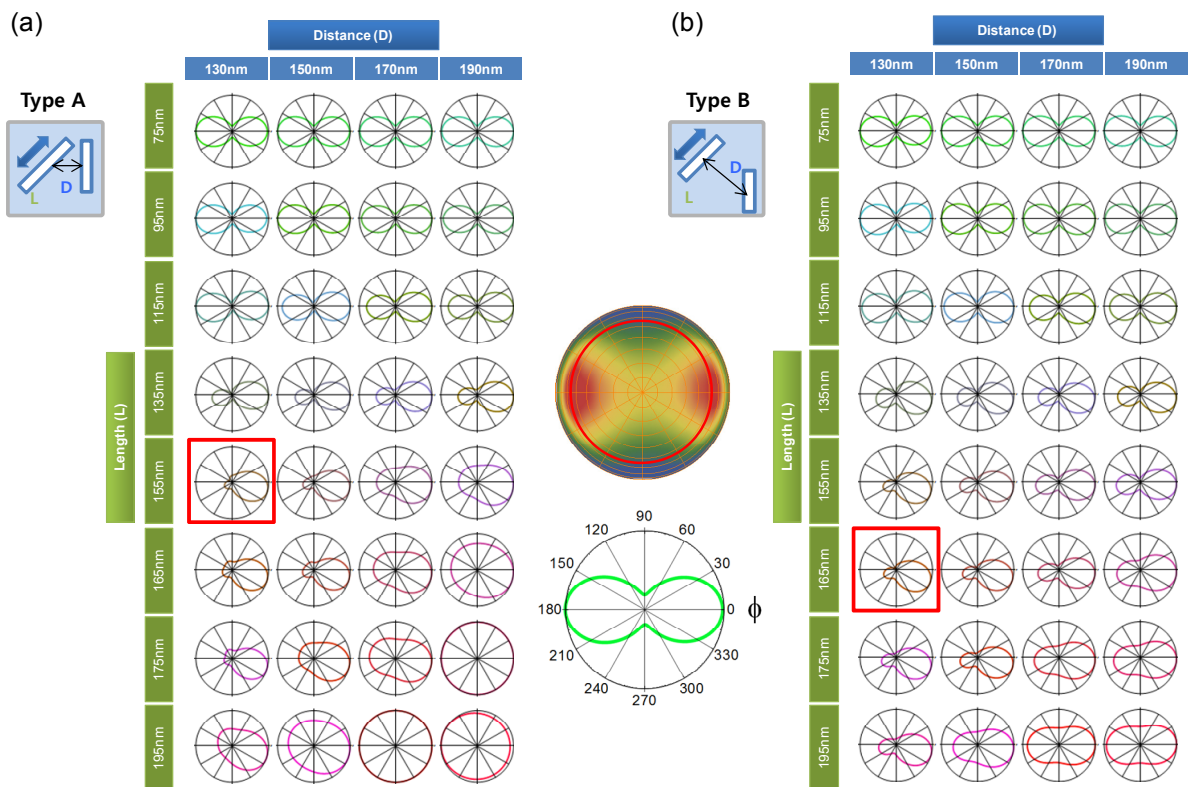 (a)
Distance (D)
130nm 150nm 170nm 190nm
Type A
L
D
Length (L)
75nm
95nm
115nm
135nm
155nm
165nm
175nm
195nm
90
120 60
150 30
180 0 ϕ
210 330
240 300
270
(b)
Distance (D)
130nm 150nm 170nm 190nm
Type B
L
D
Length (L)
75nm
95nm
115nm
135nm
155nm
165nm
175nm
195nm